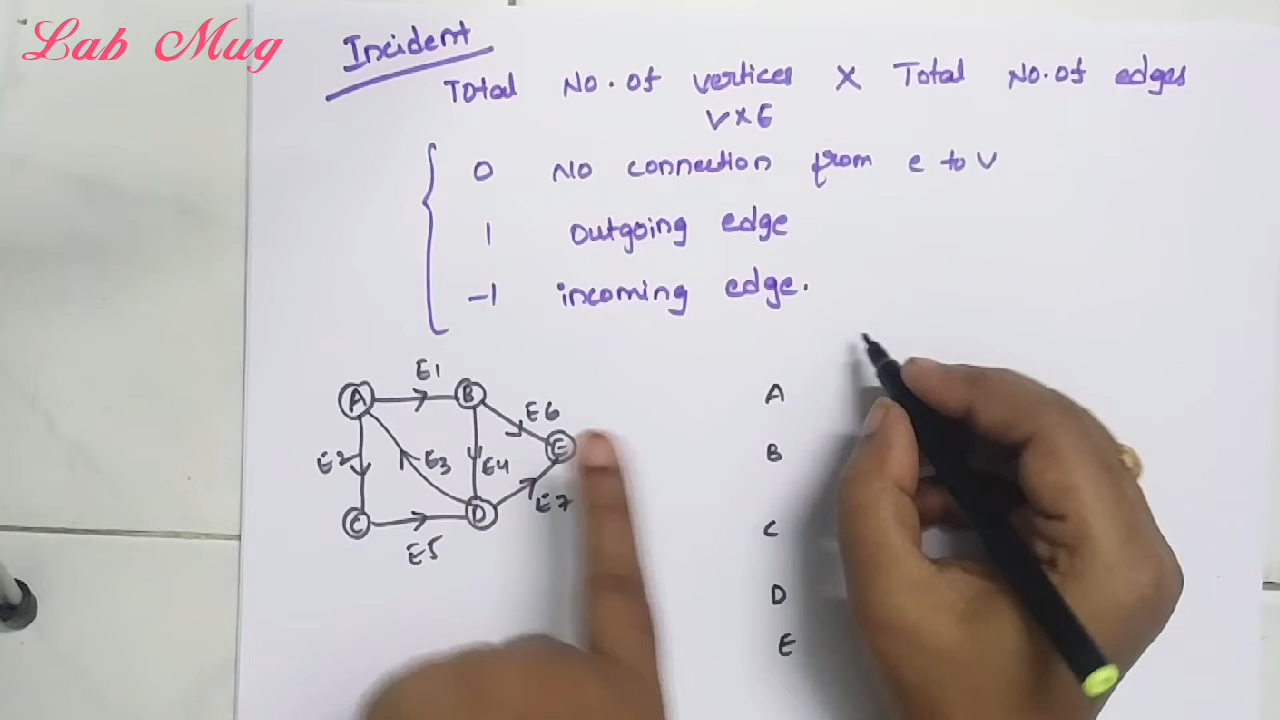 Lab Mug
Incident
Total No. of vertices X Total No. of edges
V X E
0 No connection from e to V
1 outgoing edge
-1 incoming edge.
E1
A B
E6
E2 E3 E4 E
E7
C D
E5
A
B
C
D
E